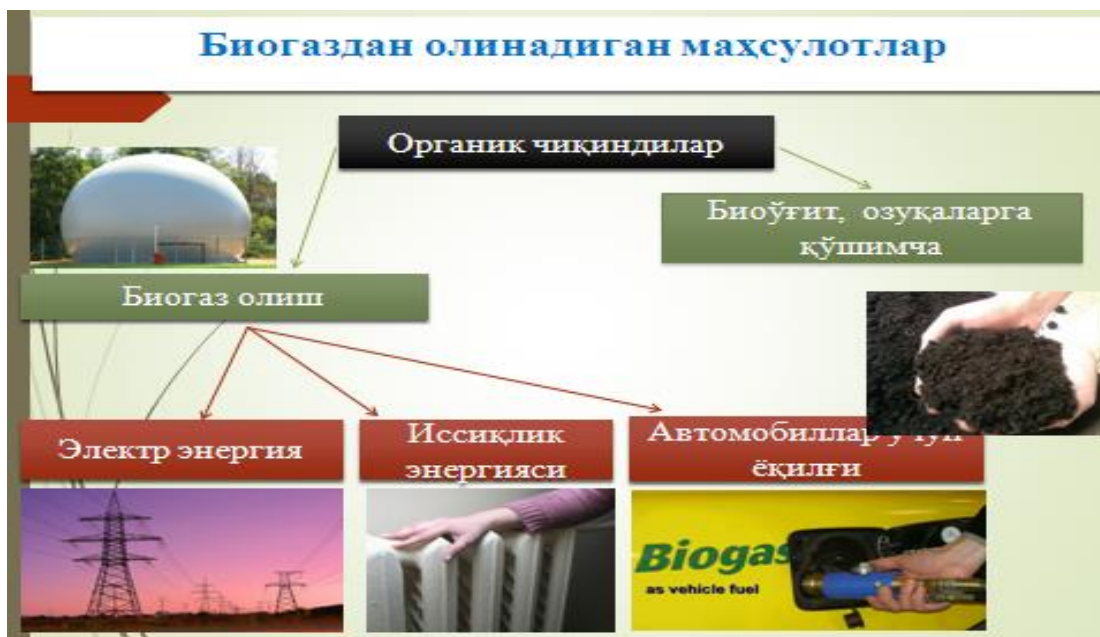 Биогаздан олинадиган маҳсулотлар
Органик чиқиндилар
Биоўғит, озуқаларга
қўшимча
Биогаз олиш
Электр энергия
Иссиқлик
энергияси
Автомобиллар
ёқилғи
Biogas
as vehicle fuel